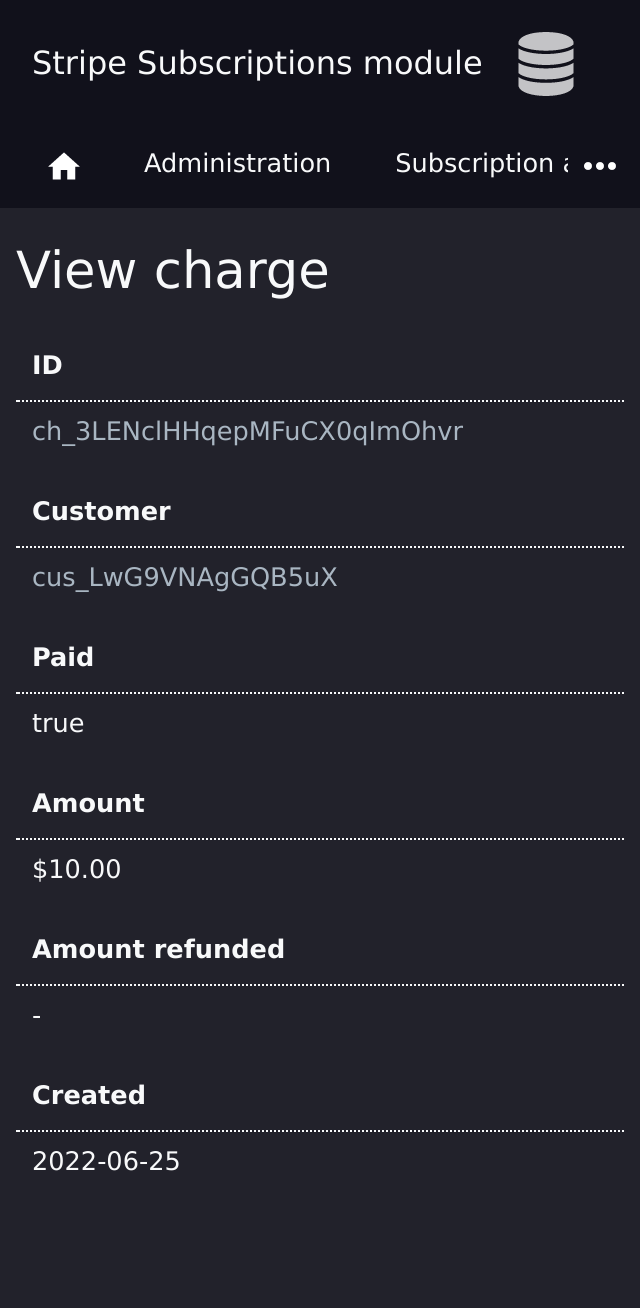 Stripe Subscriptions module
Administration
Subscription
View charge
ID
ch_3LENclHHqepMFuCX0qImOhvr
Customer
cus_LwG9VNAgGQB5uX
Paid
true
Amount
$10.00
Amount refunded
-
Created
2022-06-25